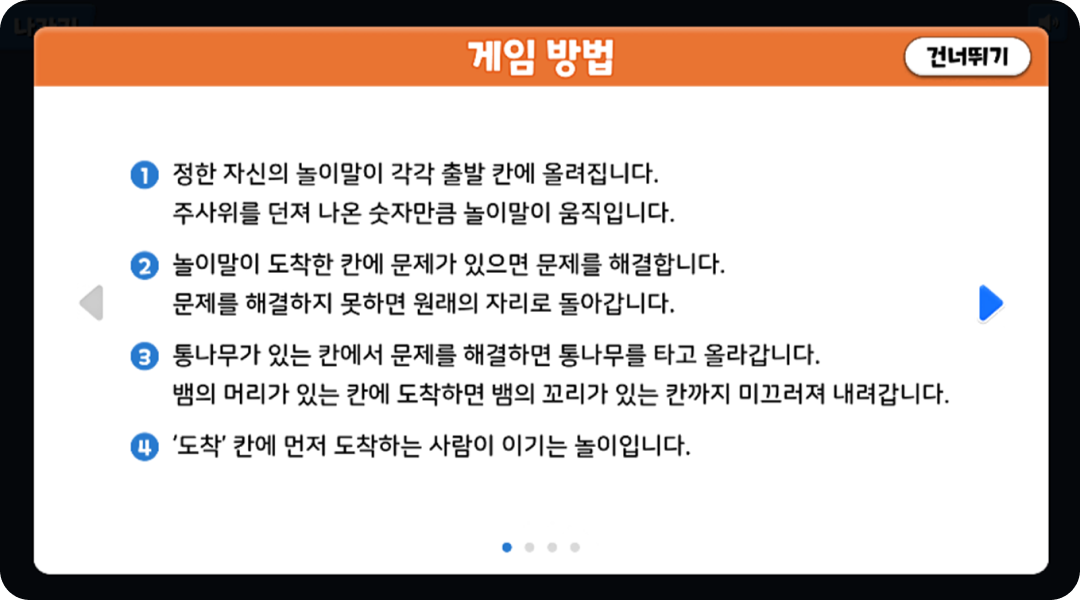 나가기
게임 방법
건너뛰기
1 정한 자신의 놀이말이 각각 출발 칸에 올려집니다.
주사위를 던져 나온 숫자만큼 놀이말이 움직입니다.
2 놀이말이 도착한 칸에 문제가 있으면 문제를 해결합니다.
문제를 해결하지 못하면 원래의 자리로 돌아갑니다.
3 통나무가 있는 칸에서 문제를 해결하면 통나무를 타고 올라갑니다.
뱀의 머리가 있는 칸에 도착하면 뱀의 꼬리가 있는 칸까지 미끄러져 내려갑니다.
4 ‘도착’ 칸에 먼저 도착하는 사람이 이기는 놀이입니다.